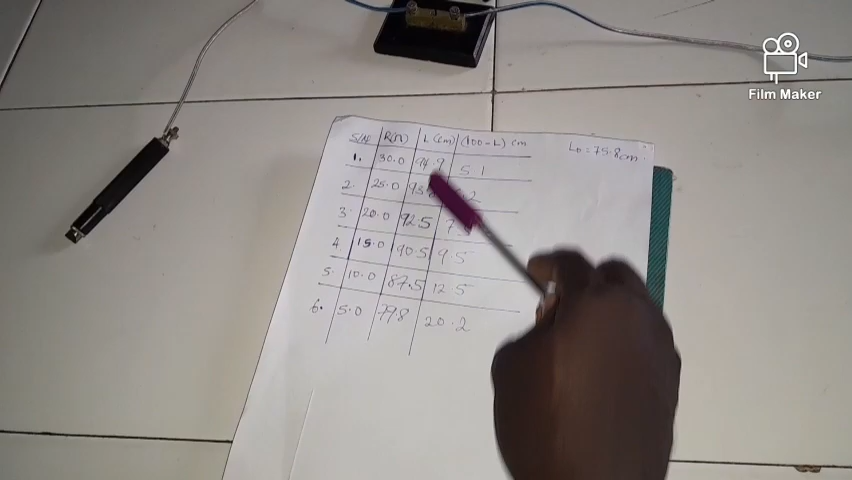 S/N R(Ω) L (cm) (100-L) cm
L₀ = 75.8cm
1. 30.0 94.9 5.1
2. 25.0
3. 20.0 92.5
4 15.0 90.5 9.5
5. 10.0 87.5 12.5
6. 5.0 79.8 20.2
Film Maker